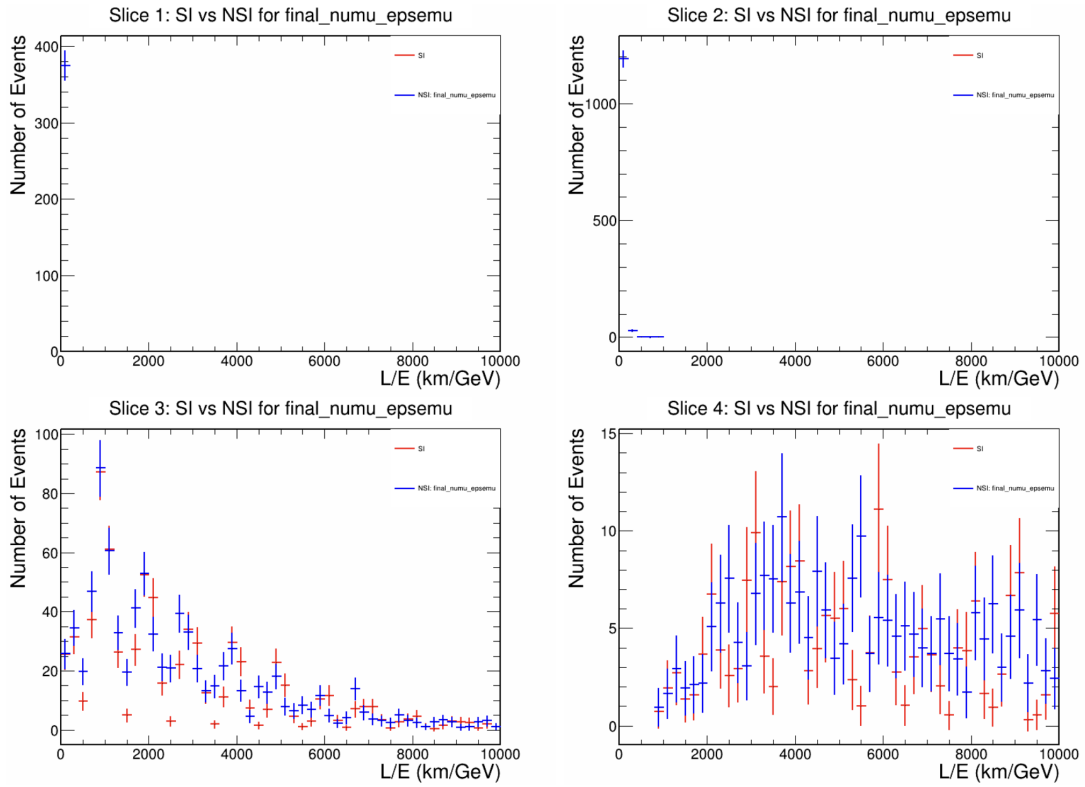 Slice 1: SI vs NSI for final_numu_epsemu
Number of Events
400
300
200
100
0
SI
NSI: final_numu_epsemu
0 2000 4000 6000 8000 10000
L/E (km/GeV)
Slice 2: SI vs NSI for final_numu_epsemu
Number of Events
1000
500
0
SI
NSI: final_numu_epsemu
0 2000 4000 6000 8000 10000
L/E (km/GeV)
Slice 3: SI vs NSI for final_numu_epsemu
Number of Events
100
80
60
40
20
0
SI
NSI: final_numu_epsemu
0 2000 4000 6000 8000 10000
L/E (km/GeV)
Slice 4: SI vs NSI for final_numu_epsemu
Number of Events
15
10
5
0
SI
NSI: final_numu_epsemu
0 2000 4000 6000 8000 10000
L/E (km/GeV)